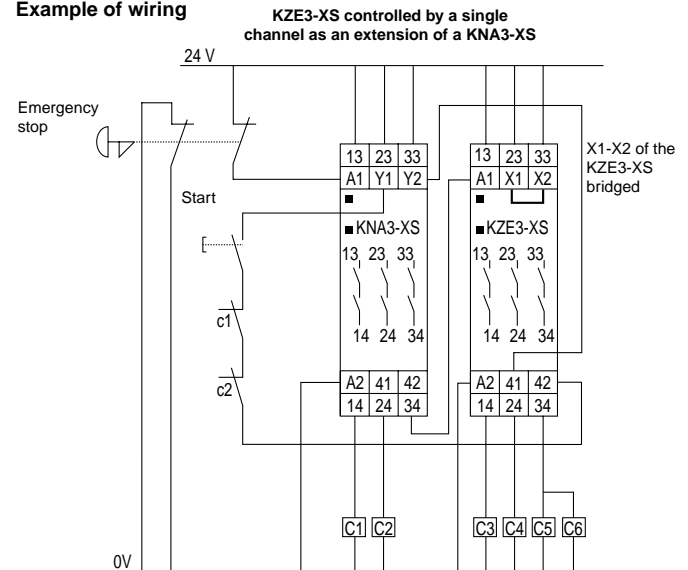 Example of wiring
KZE3-XS controlled by a single
channel as an extension of a KNA3-XS
24 V
Emergency
stop
13 23 33
A1 Y1 Y2
13 23 33
A1 X1 X2
X1-X2 of the
KZE3-XS
bridged
Start
KNA3-XS
KZE3-XS
13 23 33
13 23 33
14 24 34
14 24 34
c1
c2
A2 41 42
14 24 34
A2 41 42
14 24 34
C1 C2
C3 C4 C5 C6
0V